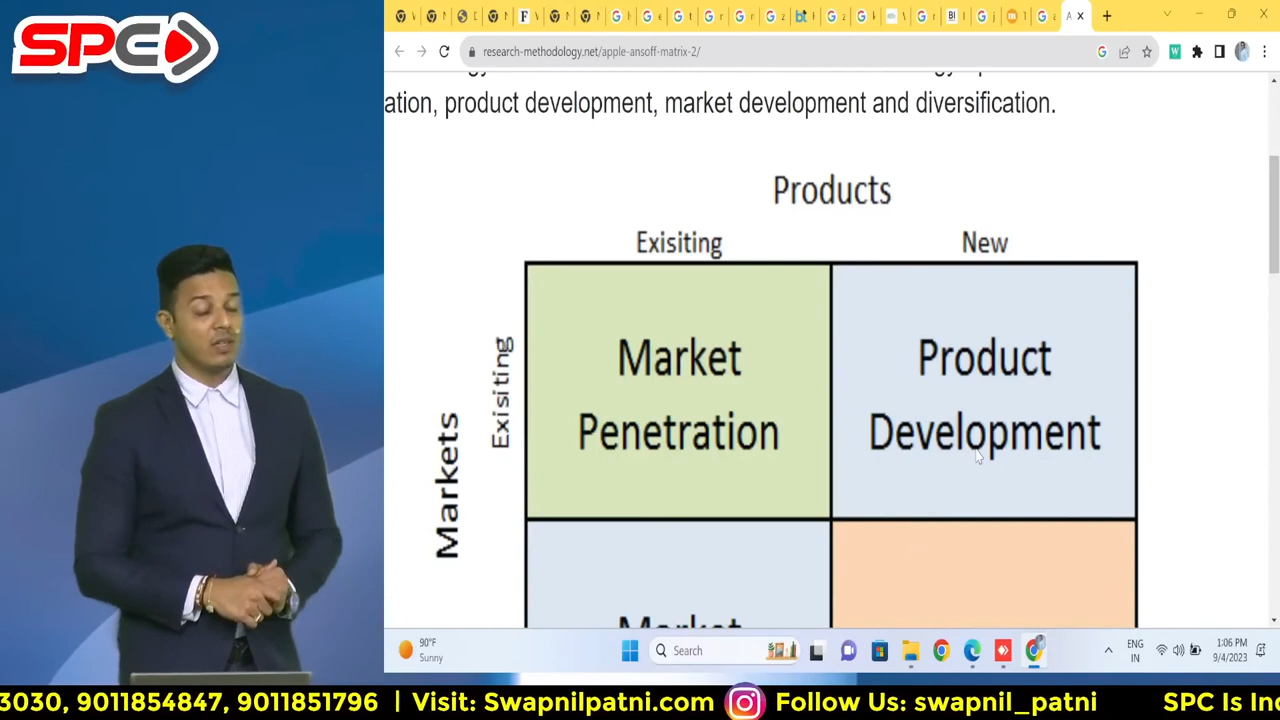 SPC
research-methodology.net/apple-ansoff-matrix-2/
ation, product development, market development and diversification.
Products
Exisiting
New
Markets
Exisiting
Market
Penetration
Product
Development
Market
90°F
Sunny
Search
ENG
IN
1:06 PM
9/4/2023
3030, 9011854847, 9011851796 | Visit: Swapnilpatni.com Follow Us: swapnil_patni SPC Is In